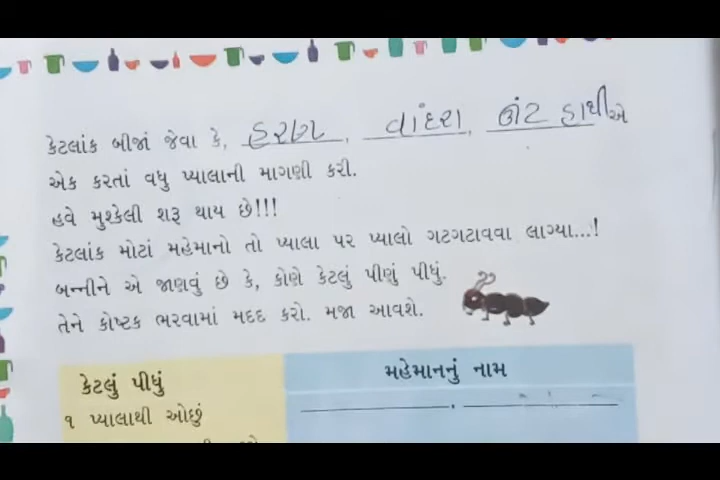 કેટલાંક બીજાં જેવા કે, હરણ, વાંદરા, ઊંટ હાથીએ
એક કરતાં વધુ પ્યાલાની માગણી કરી.
હવે મુશ્કેલી શરૂ થાય છે!!!
કેટલાંક મોટાં મહેમાનો તો પ્યાલા પર પ્યાલો ગટગટાવવા લાગ્યા...!
બન્નીને એ જાણવું છે કે, કોણે કેટલું પીણું પીધું.
તેને કોષ્ટક ભરવામાં મદદ કરો. મજા આવશે.
કેટલું પીધું મહેમાનનું નામ
૧ પ્યાલાથી ઓછું